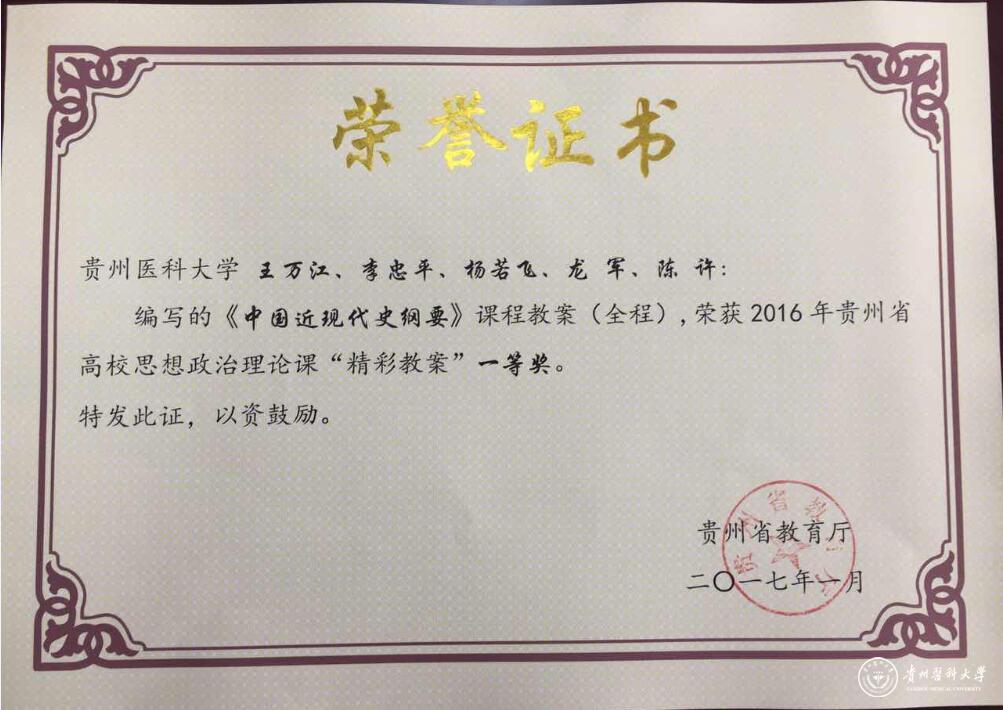 荣誉证书
贵州医科大学 王万江、李忠平、杨若飞、龙 军、陈 许：
编写的《中国近现代史纲要》课程教案（全程），荣获 2016 年贵州省
高校思想政治理论课“精彩教案”一等奖。
特发此证，以资鼓励。
贵州省教育厅
二〇一七年一月
贵州医科大学
GUIZHOU MEDICAL UNIVERSITY